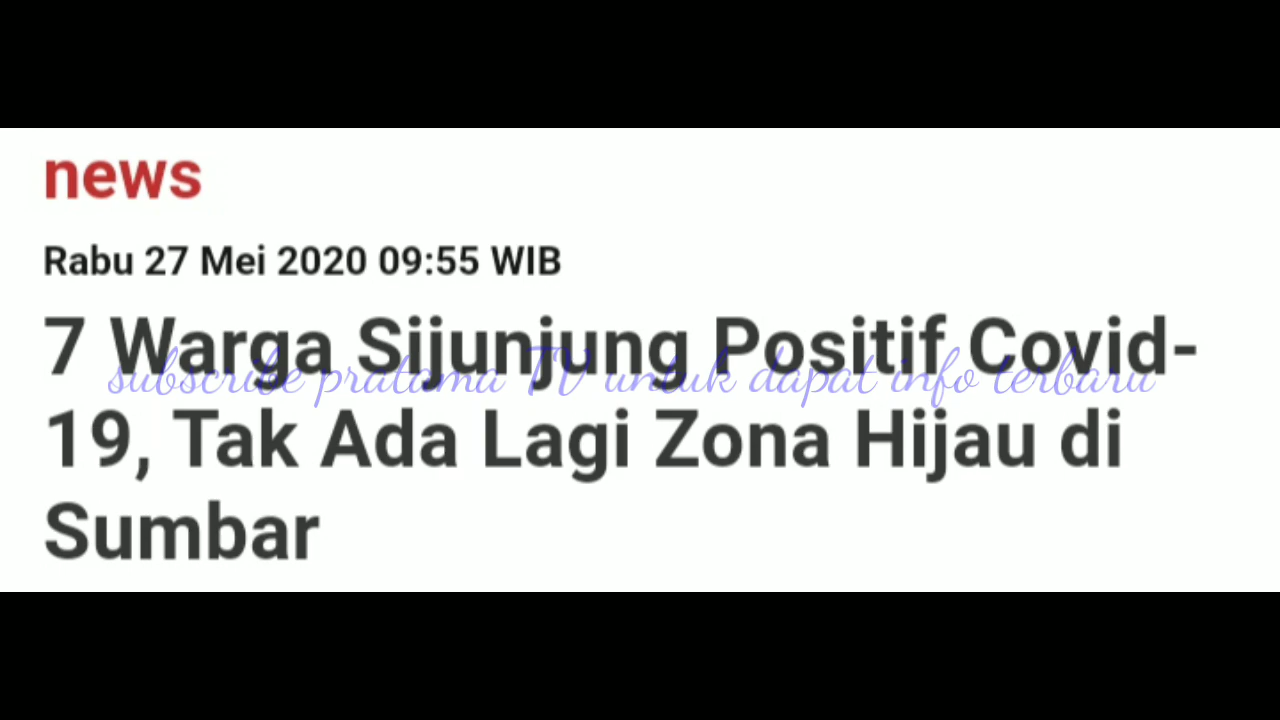 news
Rabu 27 Mei 2020 09:55 WIB
7 Warga Sijunjung Positif Covid-
subscribe pratama TV untuk dapat info terbaru
19, Tak Ada Lagi Zona Hijau di
Sumbar